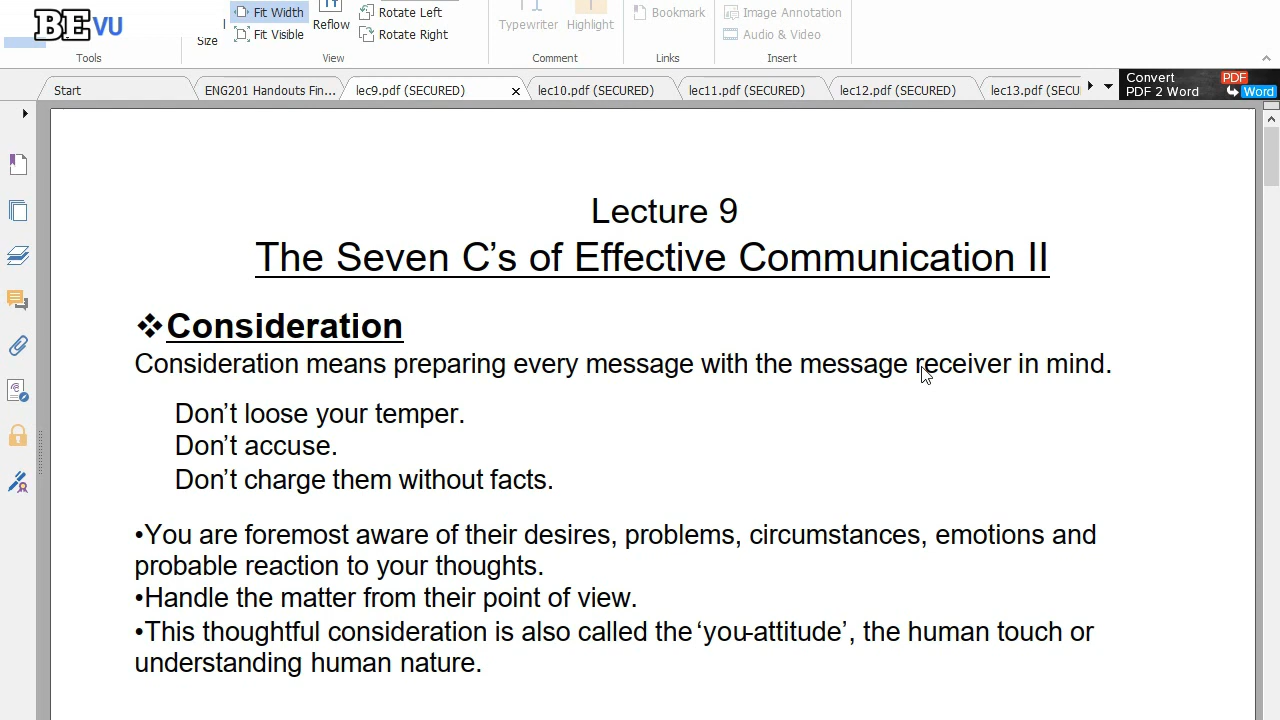 BE VU
Fit Width
Fit Visible
Reflow
Rotate Left
Rotate Right
Typewriter
Highlight
Bookmark
Image Annotation
Audio & Video
Size
Tools
View
Comment
Links
Insert
Start
ENG201 Handouts Fin...
lec9.pdf (SECURED)
lec10.pdf (SECURED)
lec11.pdf (SECURED)
lec12.pdf (SECURED)
lec13.pdf (SECU
Convert PDF
PDF 2 Word Word
Lecture 9
The Seven C’s of Effective Communication II
❖Consideration
Consideration means preparing every message with the message receiver in mind.
Don’t loose your temper.
Don’t accuse.
Don’t charge them without facts.
•You are foremost aware of their desires, problems, circumstances, emotions and
probable reaction to your thoughts.
•Handle the matter from their point of view.
•This thoughtful consideration is also called the ‘you-attitude’, the human touch or
understanding human nature.